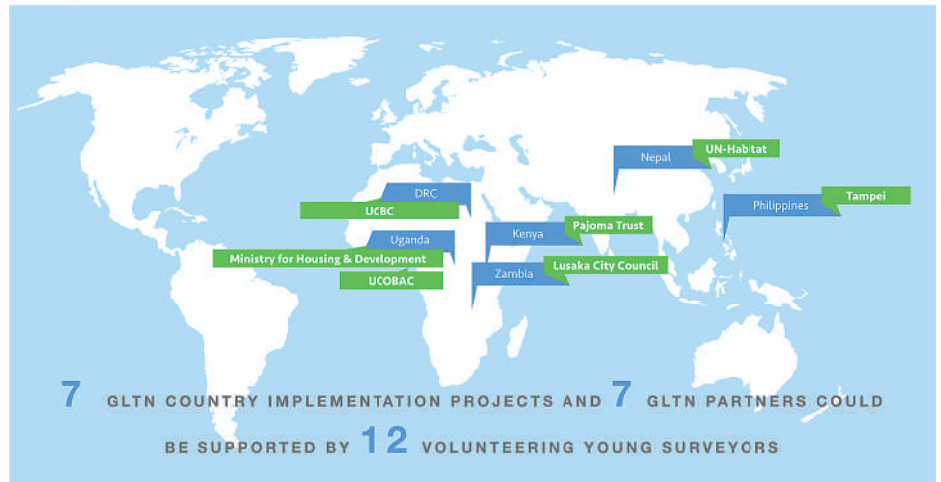 UN-Habitat
Nepal
DRC
Tampei
Philippines
UCBC
Pajoma Trust
Kenya
Uganda
Ministry for Housing & Development
Lusaka City Council
Zambia
UCOBAC
7 GLTN COUNTRY IMPLEMENTATION PROJECTS AND 7 GLTN PARTNERS COULD
BE SUPPORTED BY 12 VOLUNTEERING YOUNG SURVEYORS